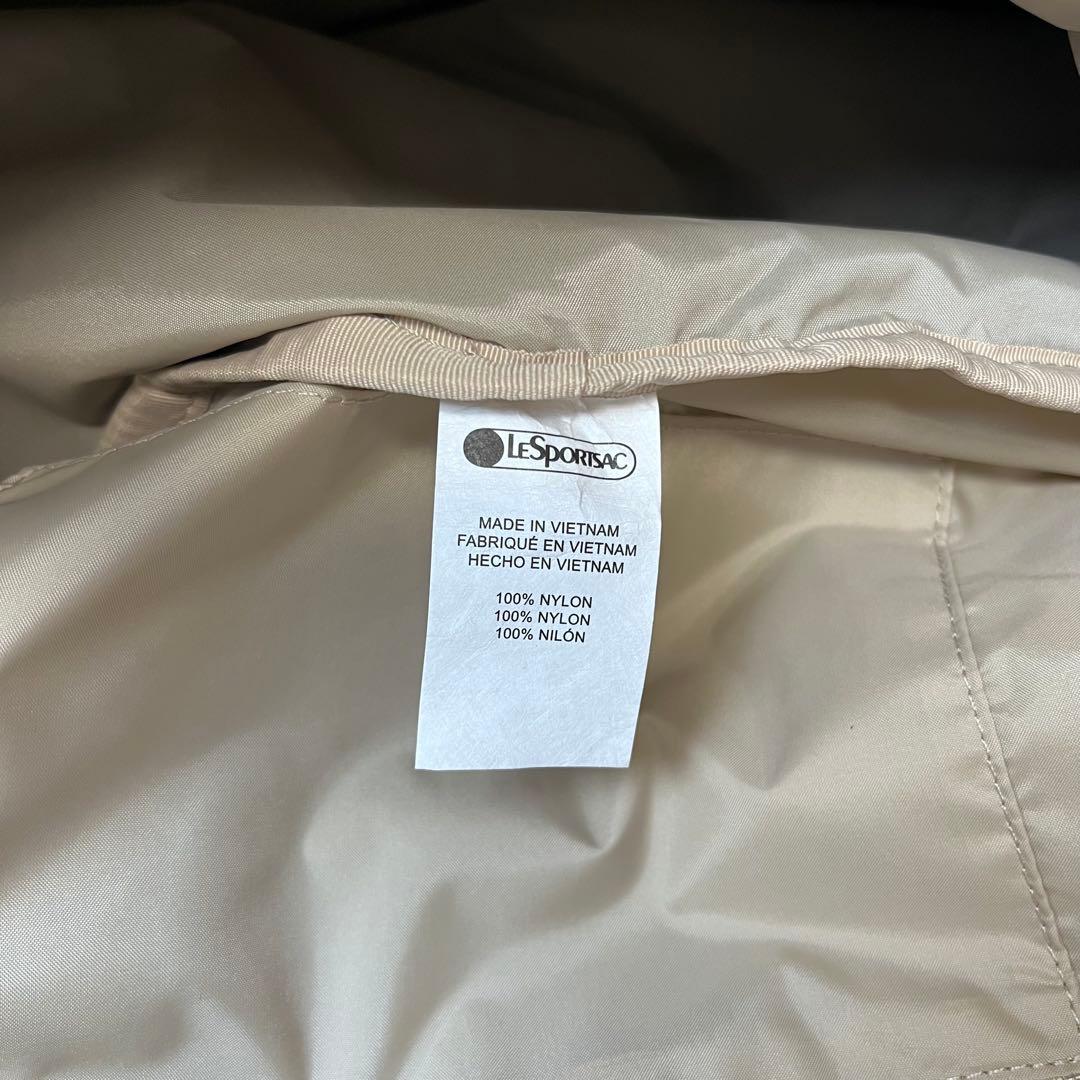 LESPORTSAC
MADE IN VIETNAM
FABRIQUÉ EN VIETNAM
HECHO EN VIETNAM
100% NYLON
100% NYLON
100% NILÓN